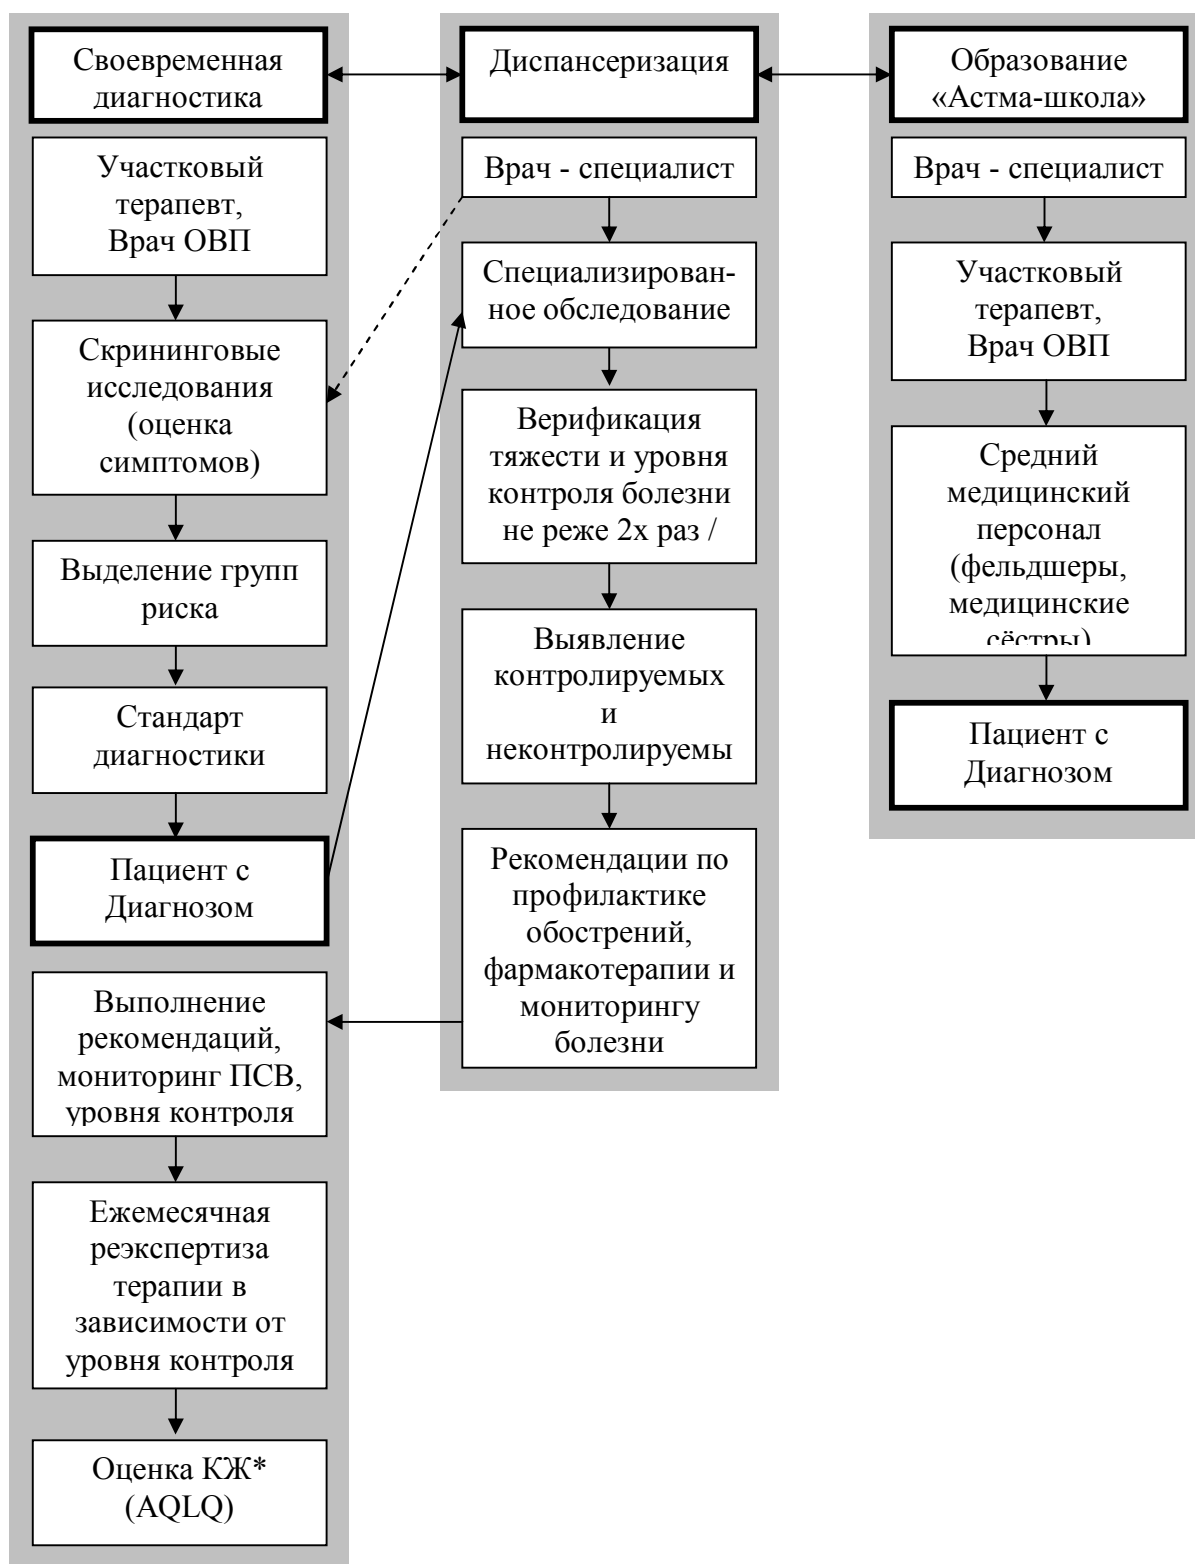 Своевременная
диагностика
Участковый
терапевт,
Врач ОВП
Скрининговые
исследования
(оценка
симптомов)
Выделение групп
риска
Стандарт
диагностики
Пациент с
Диагнозом
Выполнение
рекомендаций,
мониторинг ПСВ,
уровня контроля
Ежемесячная
реэкспертиза
терапии в
зависимости от
уровня контроля
Оценка КЖ*
(AQLQ)
Диспансеризация
Врач - специалист
Специализирован-
ное обследование
Верификация
тяжести и уровня
контроля болезни
не реже 2х раз /
Выявление
контролируемых
и
неконтролируемы
Рекомендации по
профилактике
обострений,
фармакотерапии и
мониторингу
болезни
Образование
«Астма-школа»
Врач - специалист
Участковый
терапевт,
Врач ОВП
Средний
медицинский
персонал
(фельдшеры,
медицинские
сёстры)
Пациент с
Диагнозом